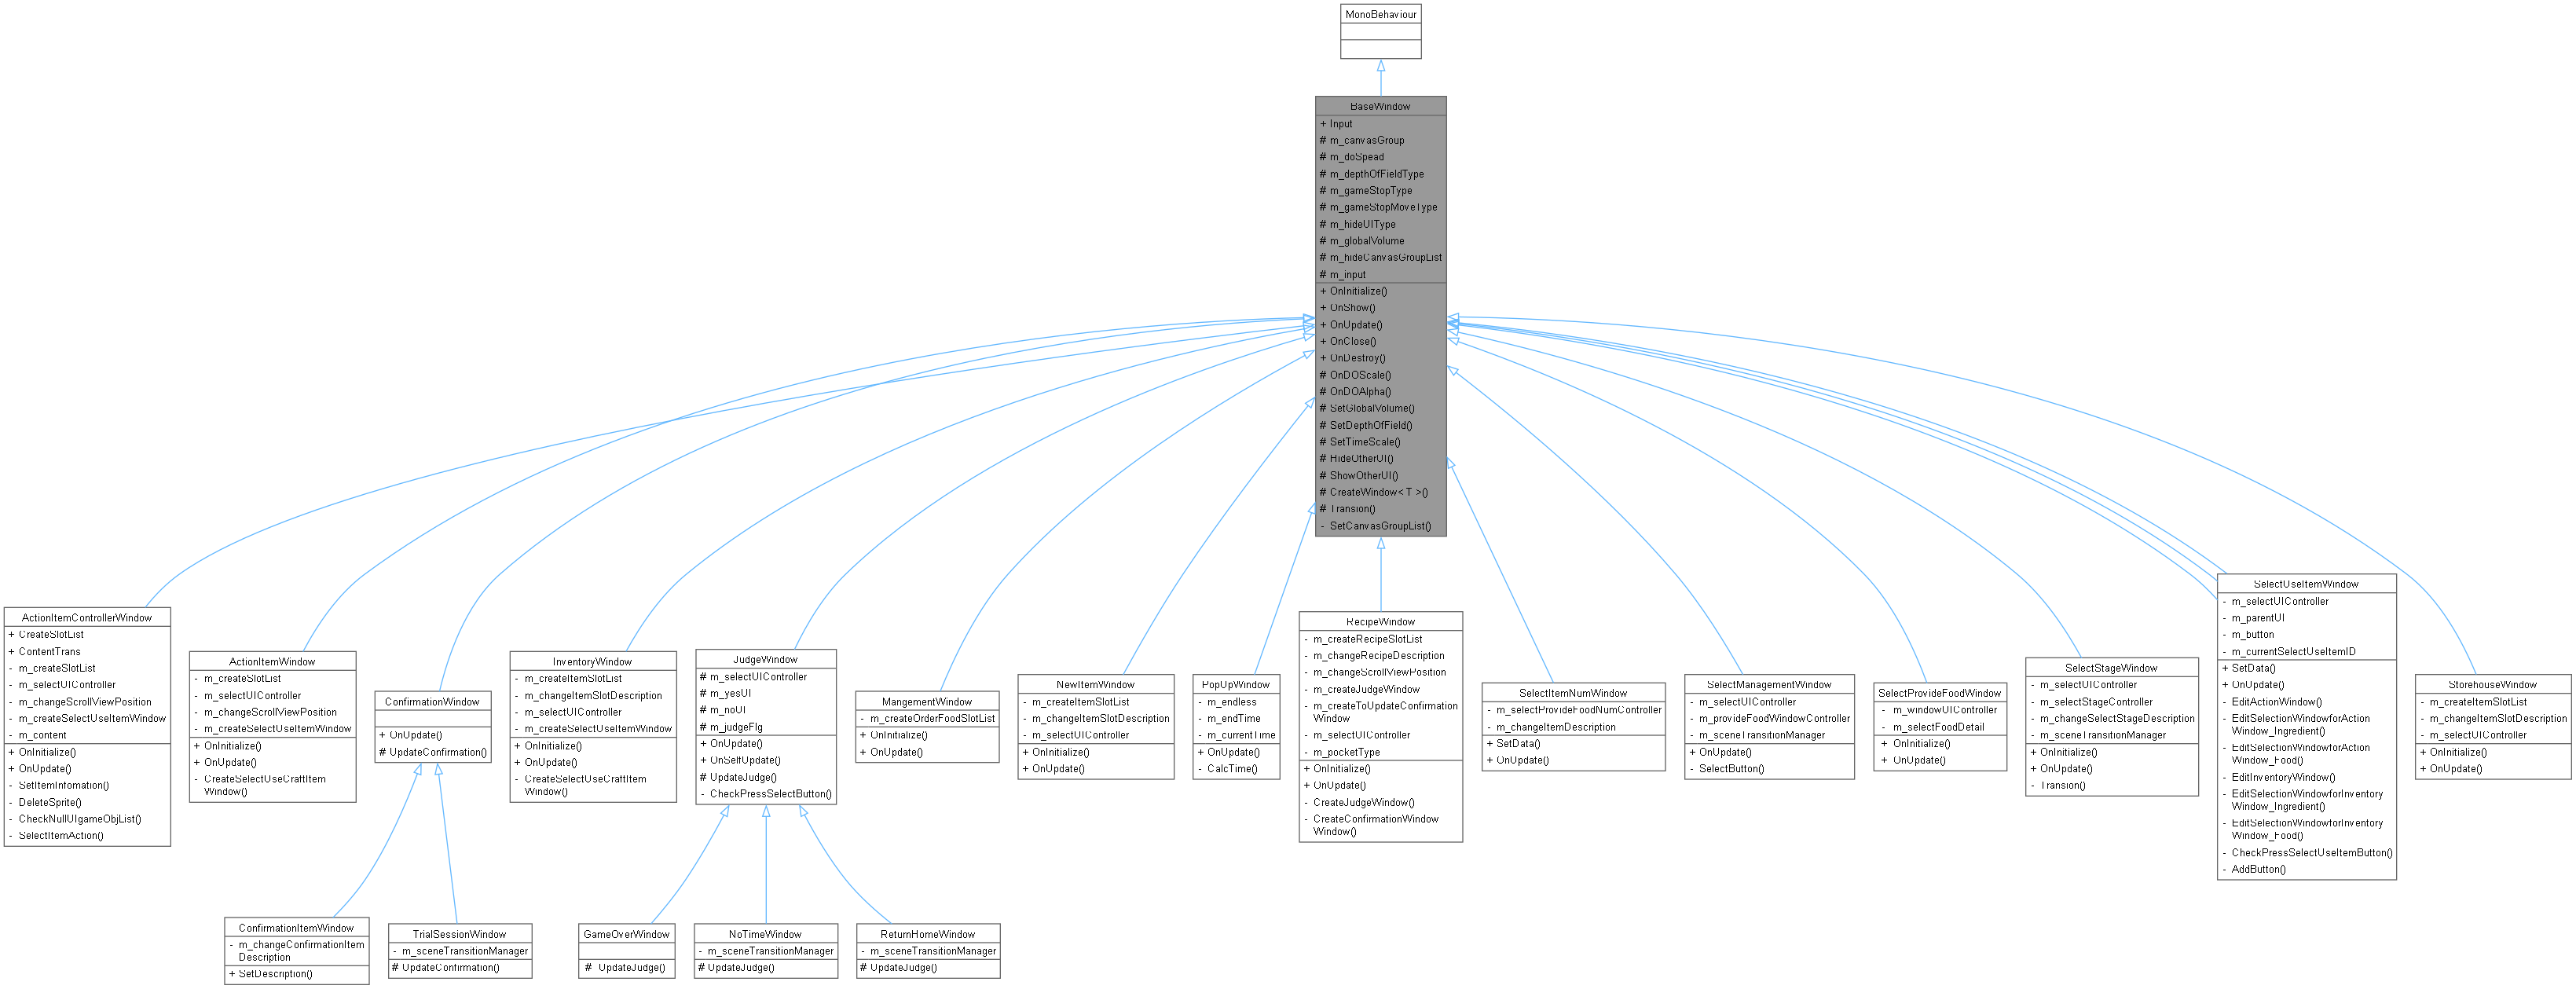 MonoBehaviour
BaseWindow
+ Input
# m_canvasGroup
# m_doSpead
# m_depthOfFieldType
# m_gameStopType
# m_gameStopMoveType
# m_hideUIType
# m_globalVolume
# m_hideCanvasGroupList
# m_input
+ OnInitialize()
+ OnShow()
+ OnUpdate()
+ OnClose()
+ OnDestroy()
# OnDOScale()
# OnDOAlpha()
# SetGlobalVolume()
# SetDepthOfField()
# SetTimeScale()
# HideOtherUI()
# ShowOtherUI()
# CreateWindow< T >()
# Transion()
- SetCanvasGroupList()
ActionItemControllerWindow
+ CreateSlotList
+ ContentTrans
- m_createSlotList
- m_selectUIController
- m_changeScrollViewPosition
- m_createSelectUseItemWindow
- m_content
+ OnInitialize()
+ OnUpdate()
- SetItemInfomation()
- DeleteSprite()
- CheckNullUIgameObjList()
- SelectItemAction()
ActionItemWindow
- m_createSlotList
- m_selectUIController
- m_changeScrollViewPosition
- m_createSelectUseItemWindow
+ OnInitialize()
+ OnUpdate()
- CreateSelectUseCraftItem
Window()
ConfirmationWindow
+ OnUpdate()
# UpdateConfirmation()
InventoryWindow
- m_createItemSlotList
- m_changeItemSlotDescription
- m_selectUIController
- m_createSelectUseItemWindow
+ OnInitialize()
+ OnUpdate()
- CreateSelectUseCraftItem
Window()
JudgeWindow
# m_selectUIController
# m_yesUI
# m_noUI
# m_judgeFlg
+ OnUpdate()
+ OnSelfUpdate()
# UpdateJudge()
- CheckPressSelectButton()
MangementWindow
- m_createOrderFoodSlotList
+ OnInitialize()
+ OnUpdate()
NewItemWindow
- m_createItemSlotList
- m_changeItemSlotDescription
- m_selectUIController
+ OnInitialize()
+ OnUpdate()
PopUpWindow
- m_endless
- m_endTime
- m_currentTime
+ OnUpdate()
- CalcTime()
RecipeWindow
- m_createRecipeSlotList
- m_changeRecipeDescription
- m_changeScrollViewPosition
- m_createJudgeWindow
- m_createToUpdateConfirmation
Window
- m_selectUIController
- m_pocketType
+ OnInitialize()
+ OnUpdate()
- CreateJudgeWindow()
- CreateConfirmationWindow
Window()
SelectItemNumWindow
- m_selectProvideFoodNumController
- m_changeItemDescription
+ SetData()
+ OnUpdate()
SelectManagementWindow
- m_selectUIController
- m_provideFoodWindowController
- m_sceneTransitionManager
+ OnUpdate()
- SelectButton()
SelectProvideFoodWindow
- m_windowUIController
- m_selectFoodDetail
+ OnInitialize()
+ OnUpdate()
SelectStageWindow
- m_selectUIController
- m_selectStageController
- m_changeSelectStageDescription
- m_sceneTransitionManager
+ OnInitialize()
+ OnUpdate()
- Transion()
SelectUseItemWindow
- m_selectUIController
- m_parentUI
- m_button
- m_currentSelectUseItemID
+ SetData()
+ OnUpdate()
- EditActionWindow()
- EditSelectionWindowforAction
Window_Ingredient()
- EditSelectionWindowforAction
Window_Food()
- EditInventoryWindow()
- EditSelectionWindowforInventory
Window_Ingredient()
- EditSelectionWindowforInventory
Window_Food()
- CheckPressSelectUseItemButton()
- AddButton()
StorehouseWindow
- m_createItemSlotList
- m_changeItemSlotDescription
- m_selectUIController
+ OnInitialize()
+ OnUpdate()
ConfirmationItemWindow
- m_changeConfirmationItem
Description
+ SetDescription()
TrialSessionWindow
- m_sceneTransitionManager
# UpdateConfirmation()
GameOverWindow
# UpdateJudge()
NoTimeWindow
- m_sceneTransitionManager
# UpdateJudge()
ReturnHomeWindow
- m_sceneTransitionManager
# UpdateJudge()